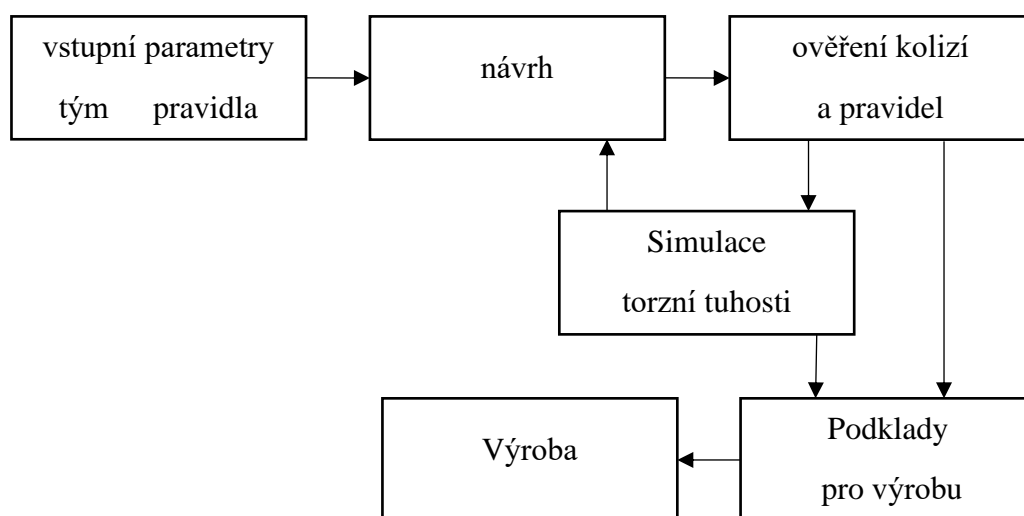 vstupní parametry
tým pravidla
návrh
ověření kolizí
a pravidel
Simulace
torzní tuhosti
Výroba
Podklady
pro výrobu